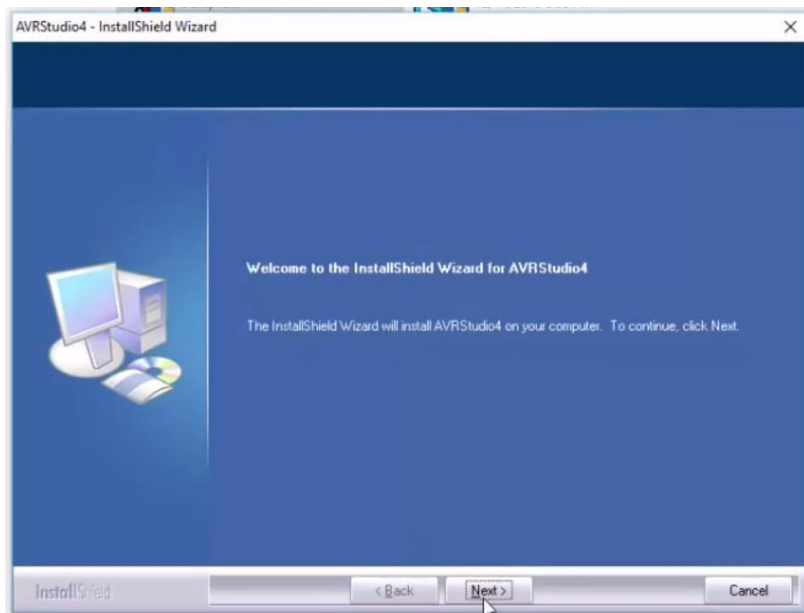 AVRStudio4 - InstallShield Wizard
Welcome to the InstallShield Wizard for AVRStudio4
The InstallShield Wizard will install AVRStudio4 on your computer. To continue, click Next.
InstallShield
< Back
Next >
Cancel